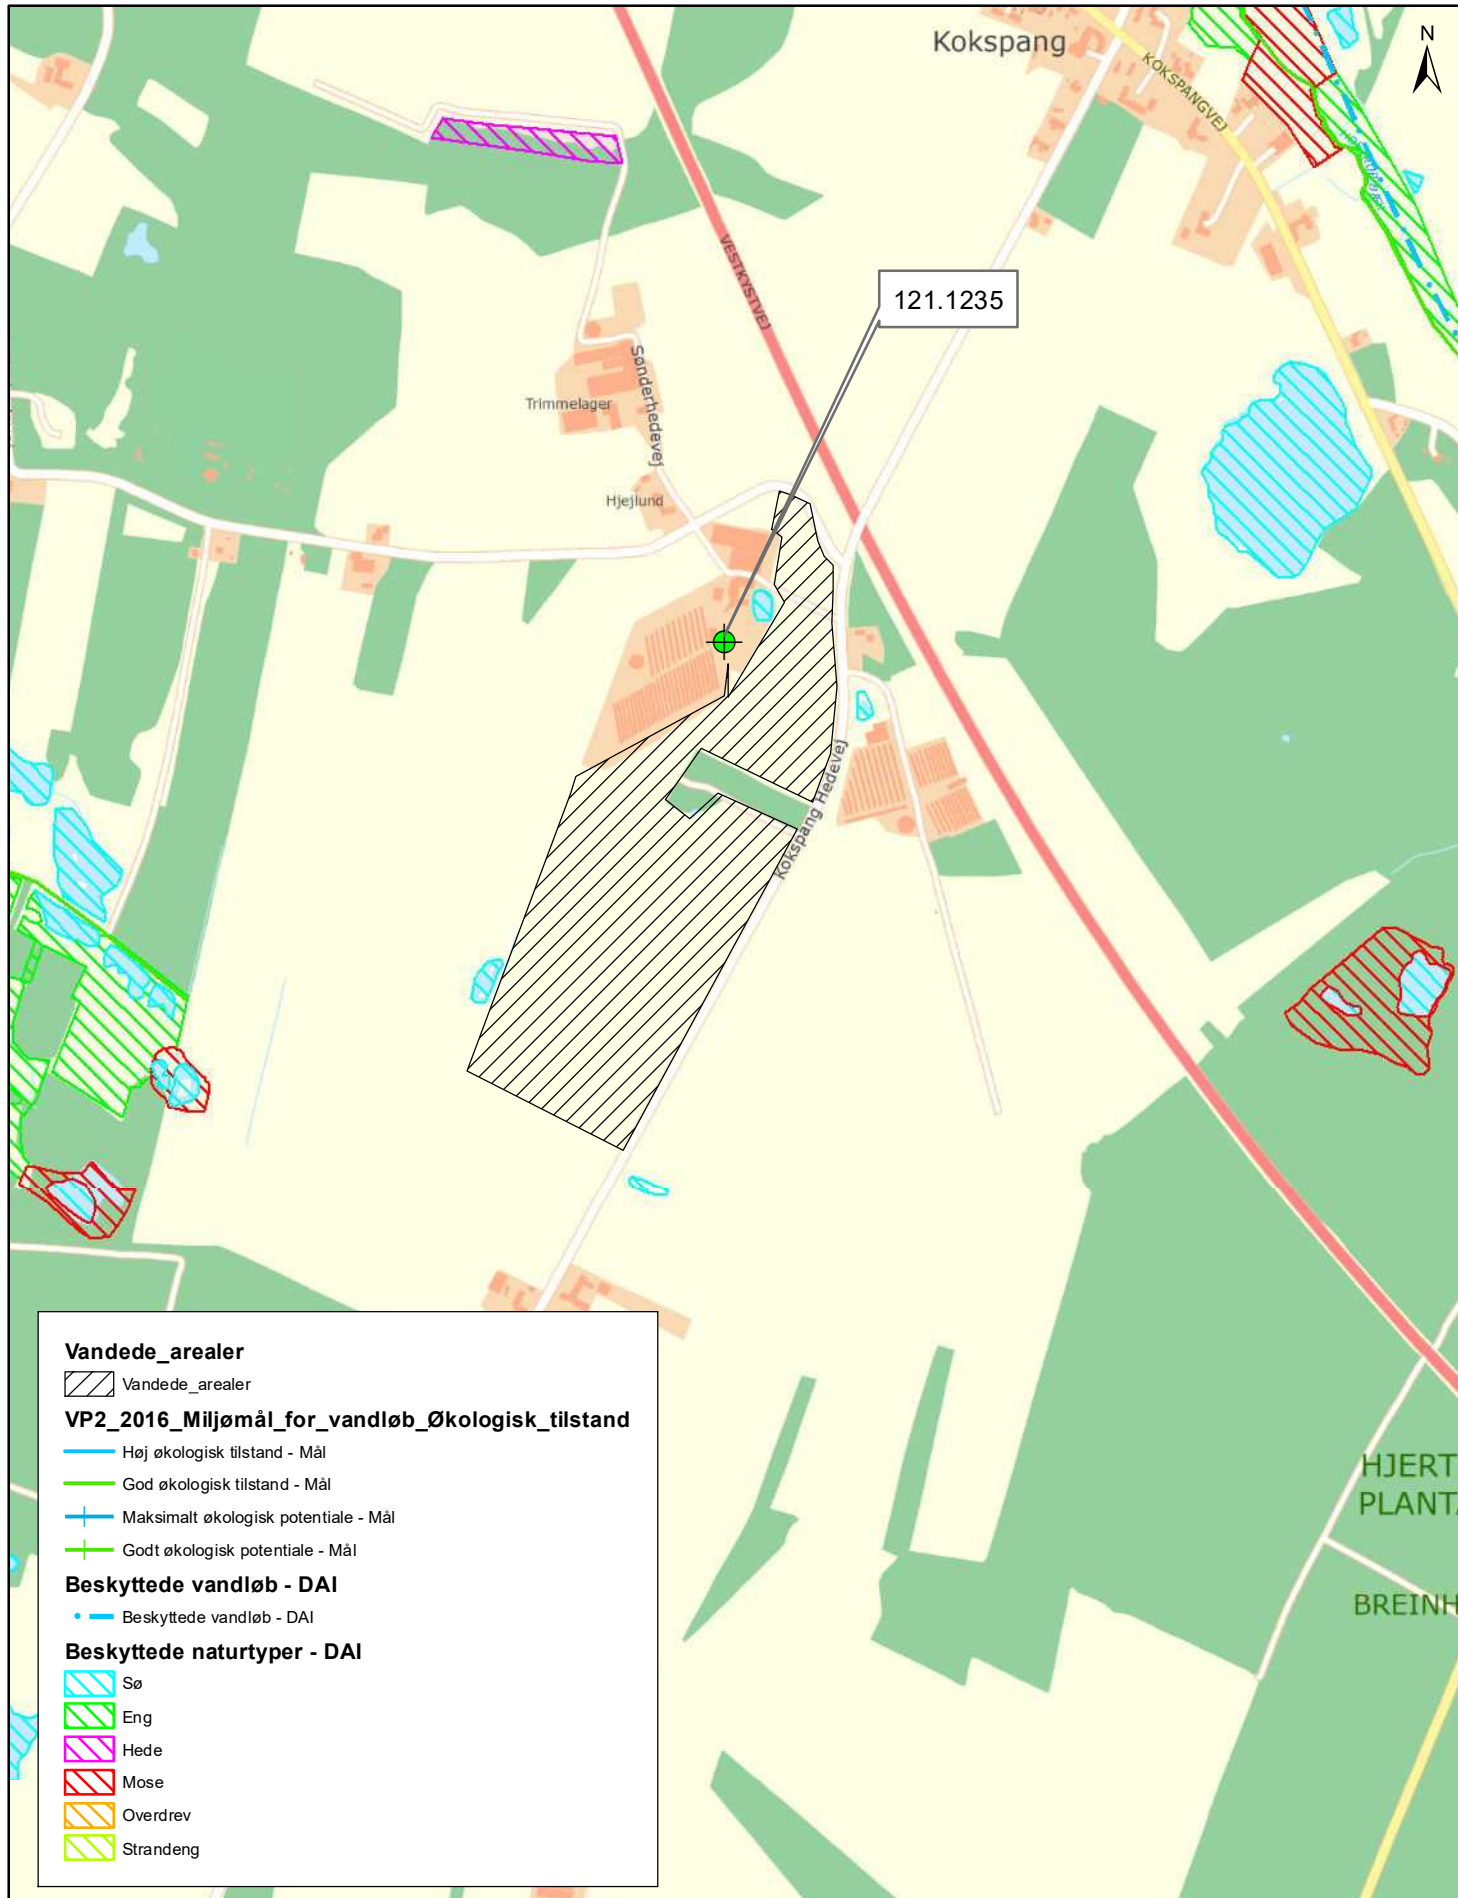 Kokspang
N
KOKSPANGVEJ
VESTKYSTVEJ
121.1235
Sønderhedevej
Trimmelager
Hjejlund
Kokspang Hedevej
HJERT
PLANTA
BREINH
Vandede_arealer
Vandede_arealer
VP2_2016_Miljømål_for_vandløb_Økologisk_tilstand
Høj økologisk tilstand - Mål
God økologisk tilstand - Mål
Maksimalt økologisk potentiale - Mål
Godt økologisk potentiale - Mål
Beskyttede vandløb - DAI
Beskyttede vandløb - DAI
Beskyttede naturtyper - DAI
Sø
Eng
Hede
Mose
Overdrev
Strandeng